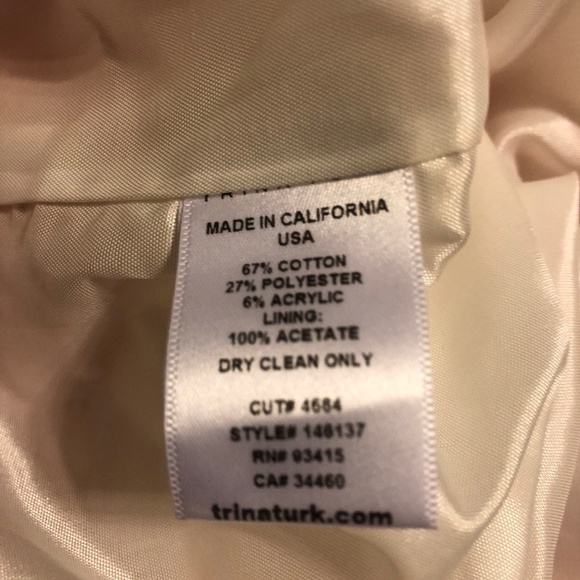 MADE IN CALIFORNIA
USA
67% COTTON
27% POLYESTER
6% ACRYLIC
LINING:
100% ACETATE
DRY CLEAN ONLY
CUT# 4684
STYLE# 146137
RN# 93415
CA# 34460
trinaturk.com